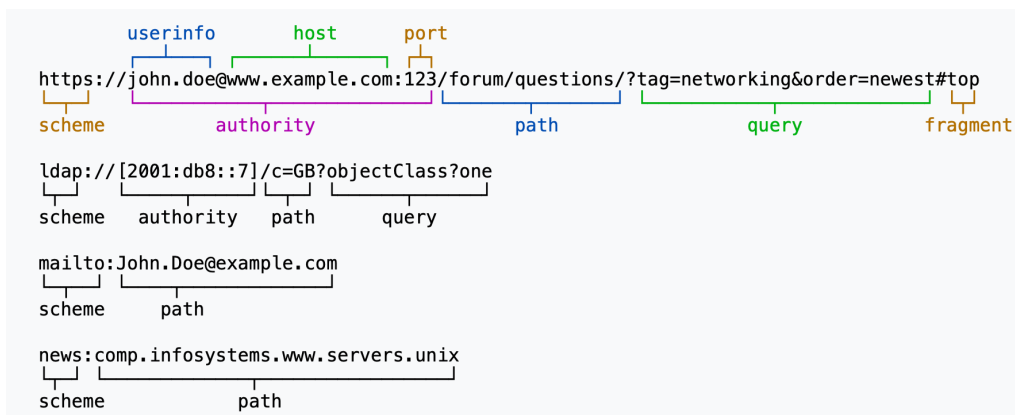 userinfo host port
https://john.doe@www.example.com:123/forum/questions/?tag=networking&order=newest#top
scheme authority path query fragment
ldap://[2001:db8::7]/c=GB?objectClass?one
scheme authority path query
mailto:John.Doe@example.com
scheme path
news:comp.infosystems.www.servers.unix
scheme path